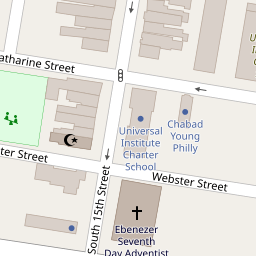 atharine Street
U
I
C
Universal
Institute
Charter
School
Chabad
Young
Philly
ter Street
Webster Street
South 15th Street
Ebenezer
Seventh
Day Adventist